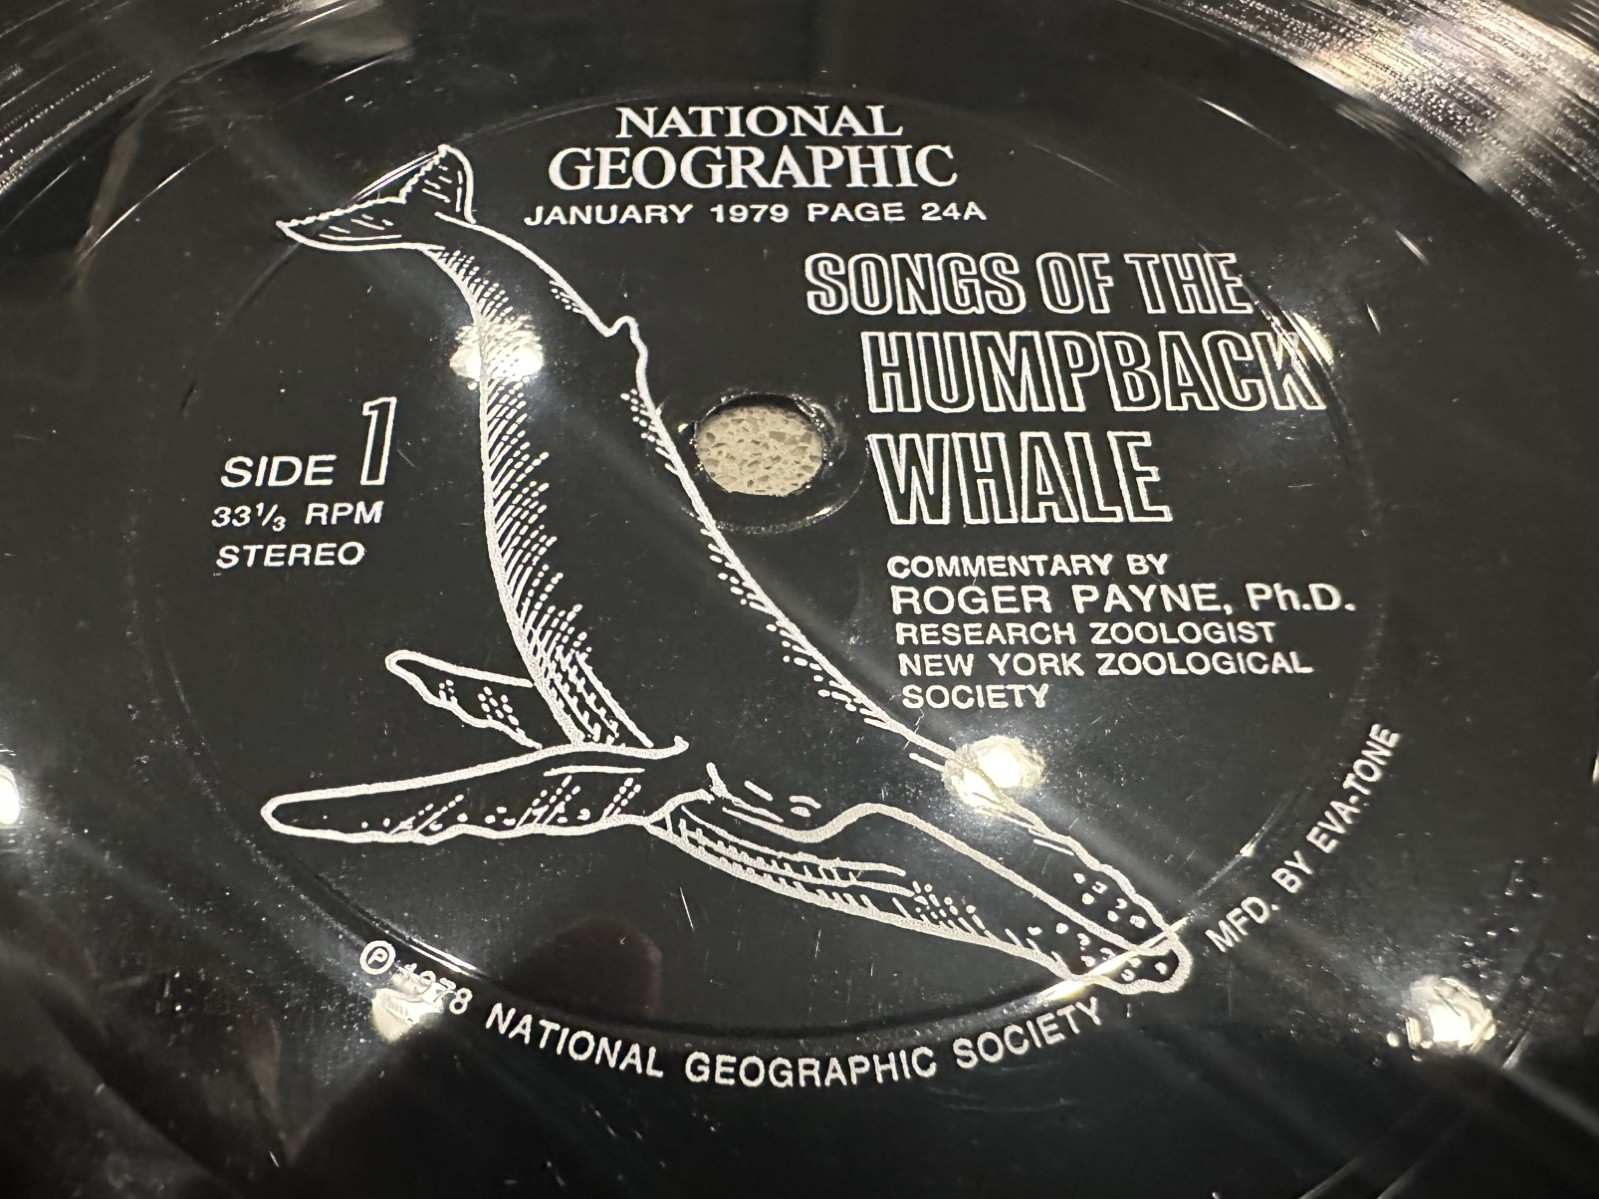 NATIONAL
GEOGRAPHIC
JANUARY 1979 PAGE 24A
SONGS OF THE
HUMPBACK
WHALE
SIDE 1
33⅓ RPM
STEREO
COMMENTARY BY
ROGER PAYNE, Ph.D.
RESEARCH ZOOLOGIST
NEW YORK ZOOLOGICAL
SOCIETY
℗ 1978 NATIONAL GEOGRAPHIC SOCIETY
MFD. BY EVA-TONE